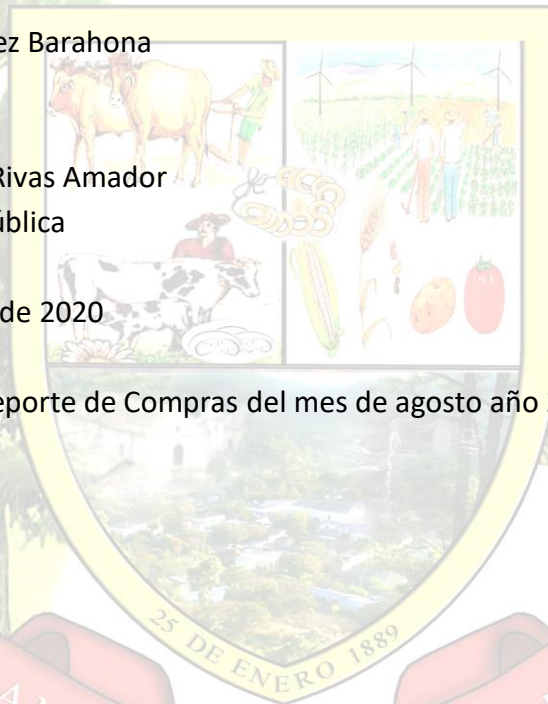 ez Barahona
Rivas Amador
ública
de 2020
eporte de Compras del mes de agosto año
25 DE ENERO 1889